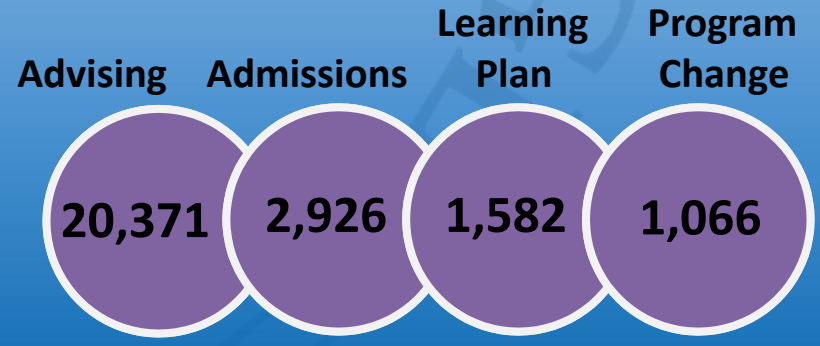 Advising
Admissions
Learning
Plan
Program
Change
20,371
2,926
1,582
1,066